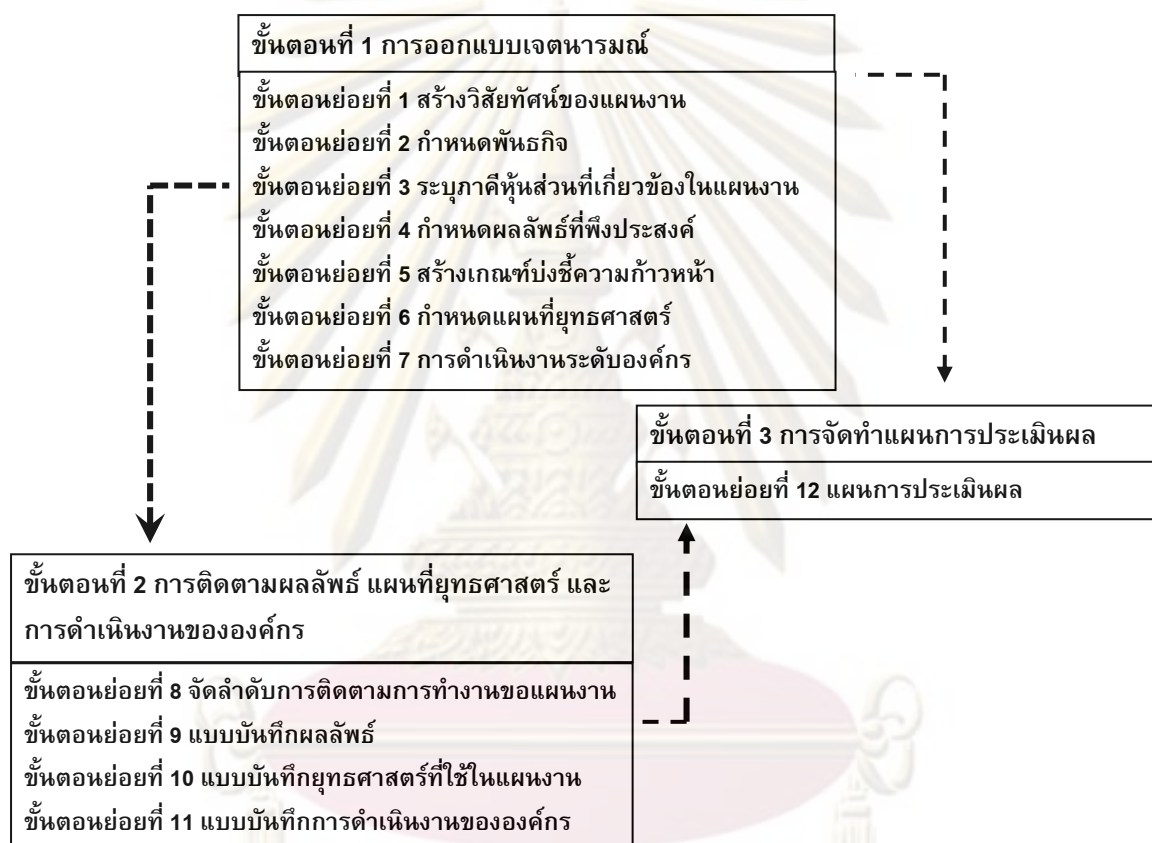 ขั้นตอนที่ 1 การออกแบบเจตนารมณ์
ขั้นตอนย่อยที่ 1 สร้างวิสัยทัศน์ของแผนงาน
ขั้นตอนย่อยที่ 2 กำหนดพันธกิจ
ขั้นตอนย่อยที่ 3 ระบุภาคีหุ้นส่วนที่เกี่ยวข้องในแผนงาน
ขั้นตอนย่อยที่ 4 กำหนดผลลัพธ์ที่พึงประสงค์
ขั้นตอนย่อยที่ 5 สร้างเกณฑ์บ่งชี้ความก้าวหน้า
ขั้นตอนย่อยที่ 6 กำหนดแผนที่ยุทธศาสตร์
ขั้นตอนย่อยที่ 7 การดำเนินงานระดับองค์กร
ขั้นตอนที่ 3 การจัดทำแผนการประเมินผล
ขั้นตอนย่อยที่ 12 แผนการประเมินผล
ขั้นตอนที่ 2 การติดตามผลลัพธ์ แผนที่ยุทธศาสตร์ และ
การดำเนินงานขององค์กร
ขั้นตอนย่อยที่ 8 จัดลำดับการติดตามการทำงานขอแผนงาน
ขั้นตอนย่อยที่ 9 แบบบันทึกผลลัพธ์
ขั้นตอนย่อยที่ 10 แบบบันทึกยุทธศาสตร์ที่ใช้ในแผนงาน
ขั้นตอนย่อยที่ 11 แบบบันทึกการดำเนินงานขององค์กร